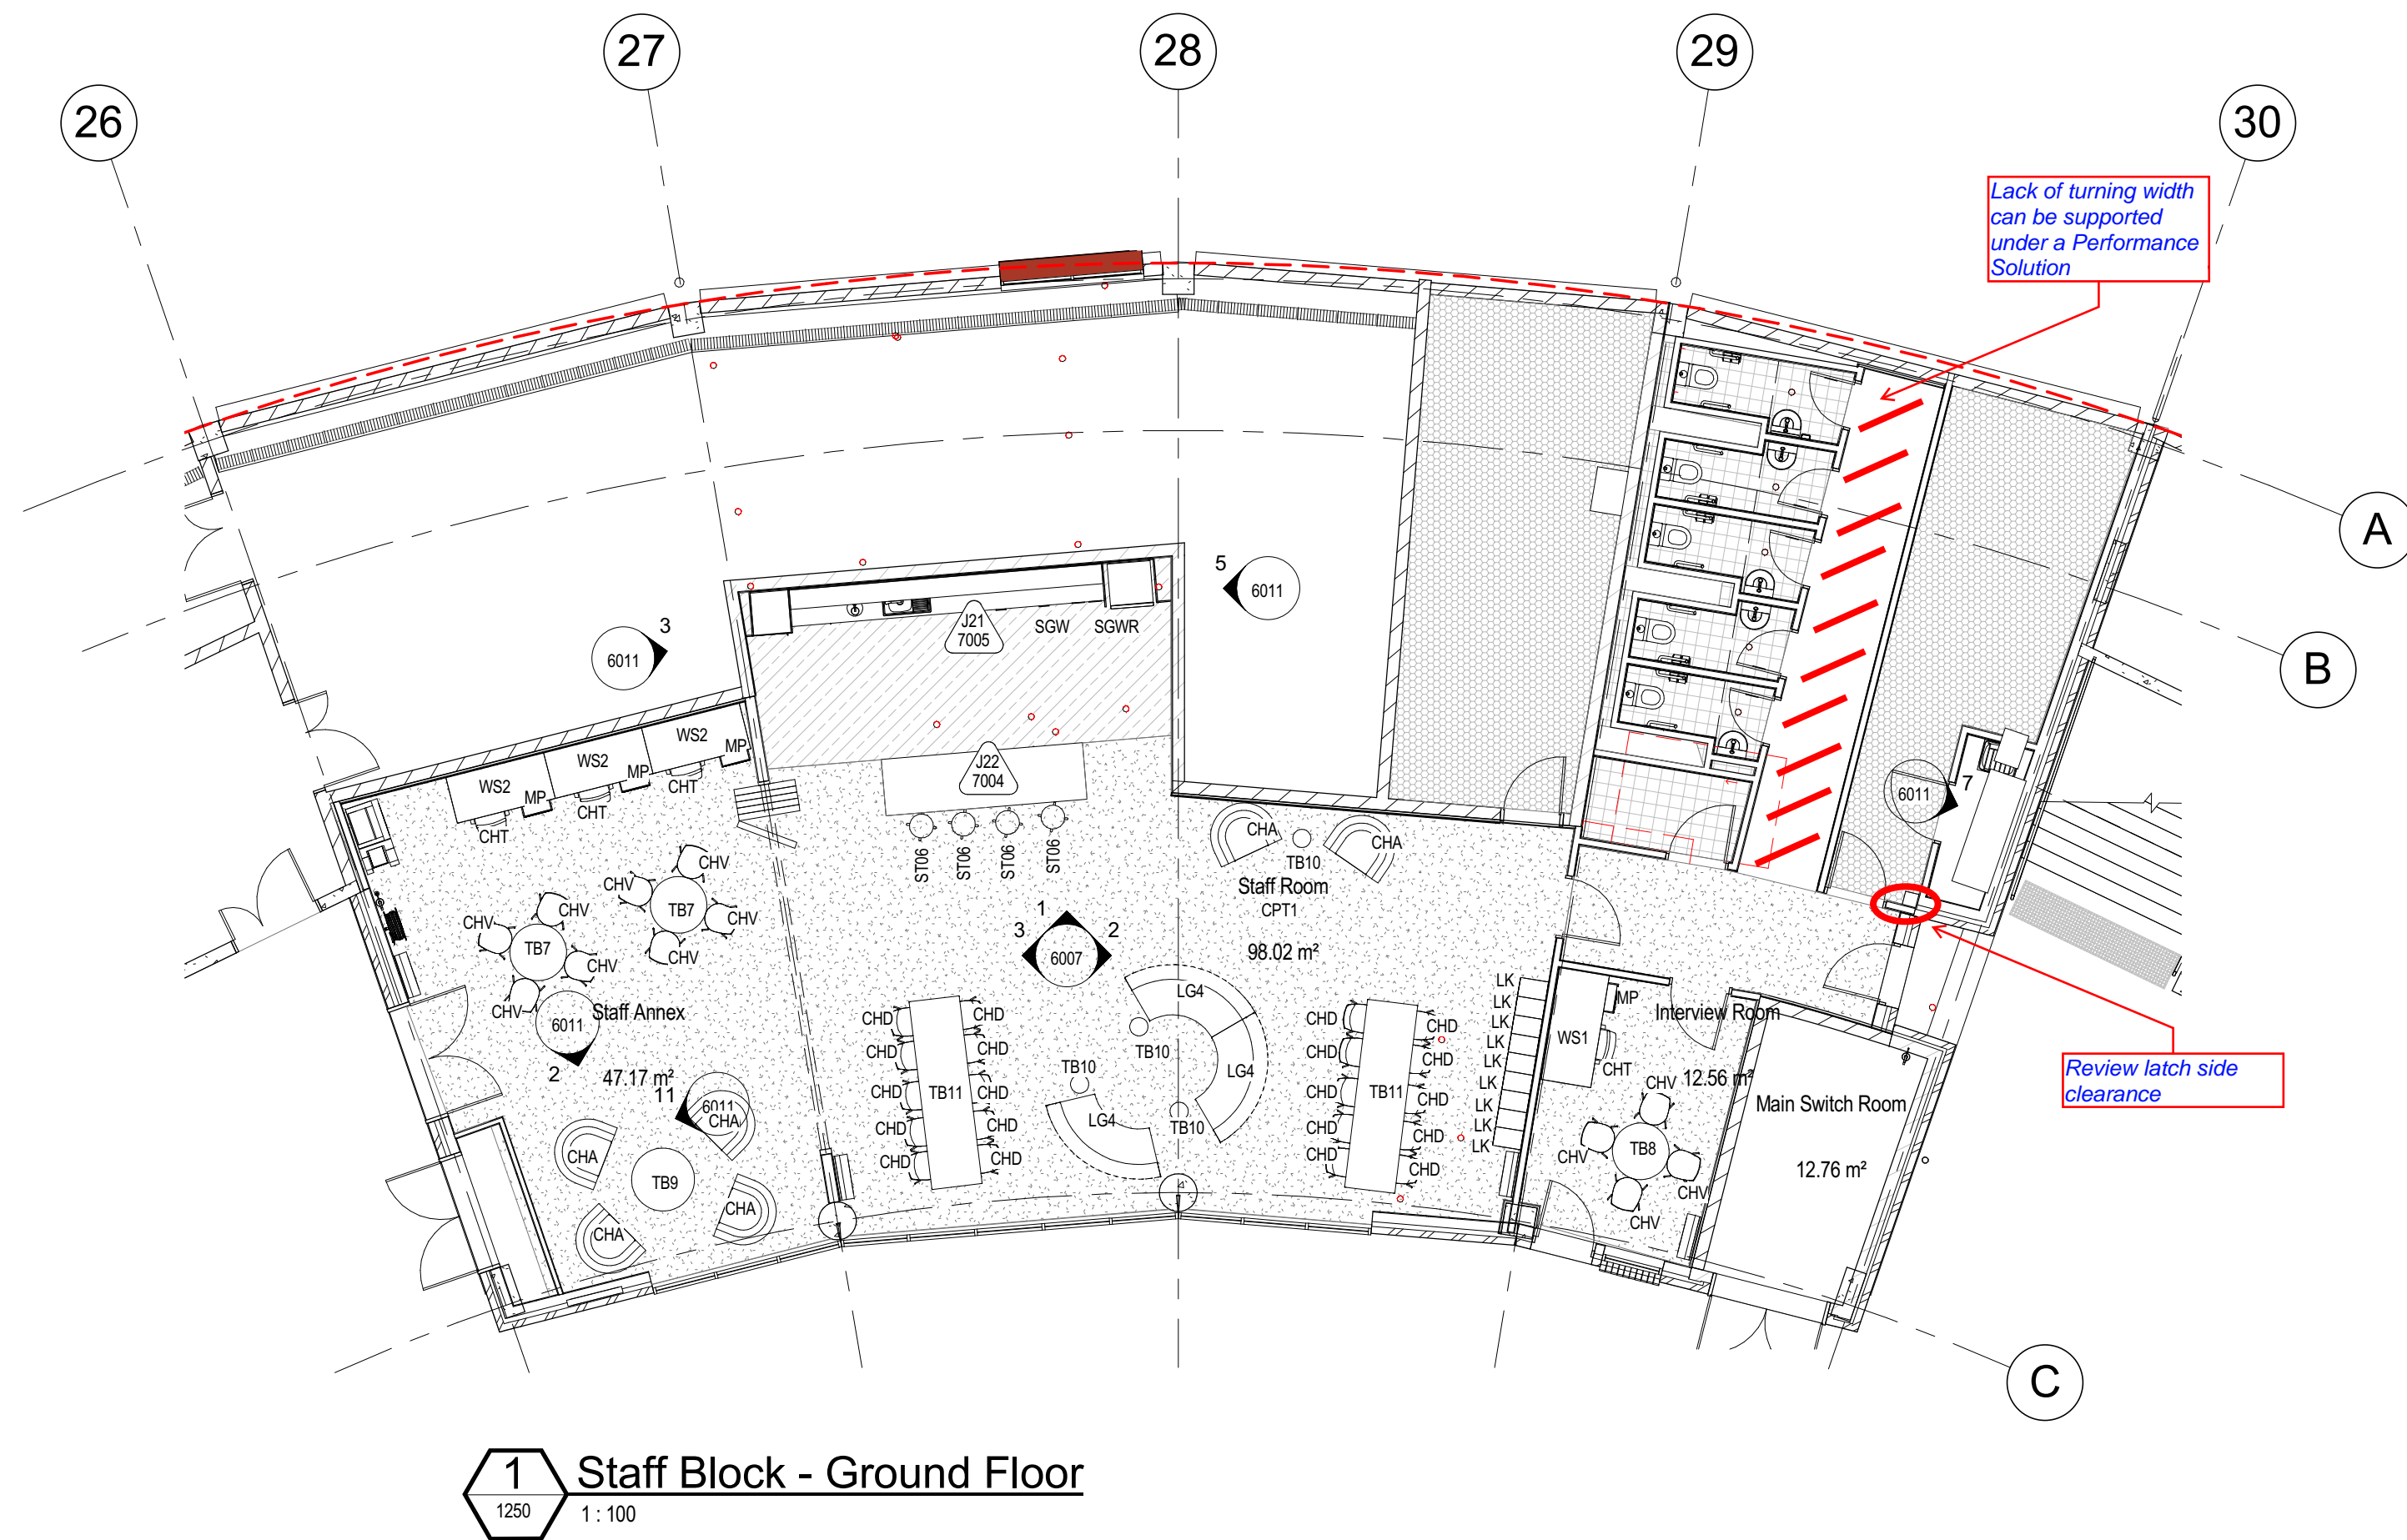 26
27
28
29
30
Lack of turning width
can be supported
under a Performance
Solution
A
B
C
5
6011
3
6011
J21
7005
SGW
SGWR
WS2
WS2
WS2
MP
MP
MP
CHT
CHT
CHT
J22
7004
ST06
ST06
ST06
ST06
CHA
TB10
CHA
Staff Room
CPT1
98.02 m²
6011
7
CHV
CHV
TB7
CHV
CHV
CHV
CHV
TB7
CHV
CHV
6011
2
Staff Annex
47.17 m²
11
6011
CHA
CHA
TB9
CHA
CHA
1
3
2
6007
LG4
LG4
LG4
TB10
TB10
TB10
CHD
CHD
CHD
CHD
CHD
TB11
CHD
CHD
CHD
CHD
CHD
CHD
CHD
CHD
CHD
CHD
TB11
CHD
CHD
CHD
CHD
CHD
LK
LK
LK
LK
LK
LK
LK
LK
LK
MP
WS1
CHT
Interview Room
12.56 m²
CHV
CHV
TB8
CHV
CHV
Main Switch Room
12.76 m²
Review latch side
clearance
1
1250
Staff Block - Ground Floor
1 : 100